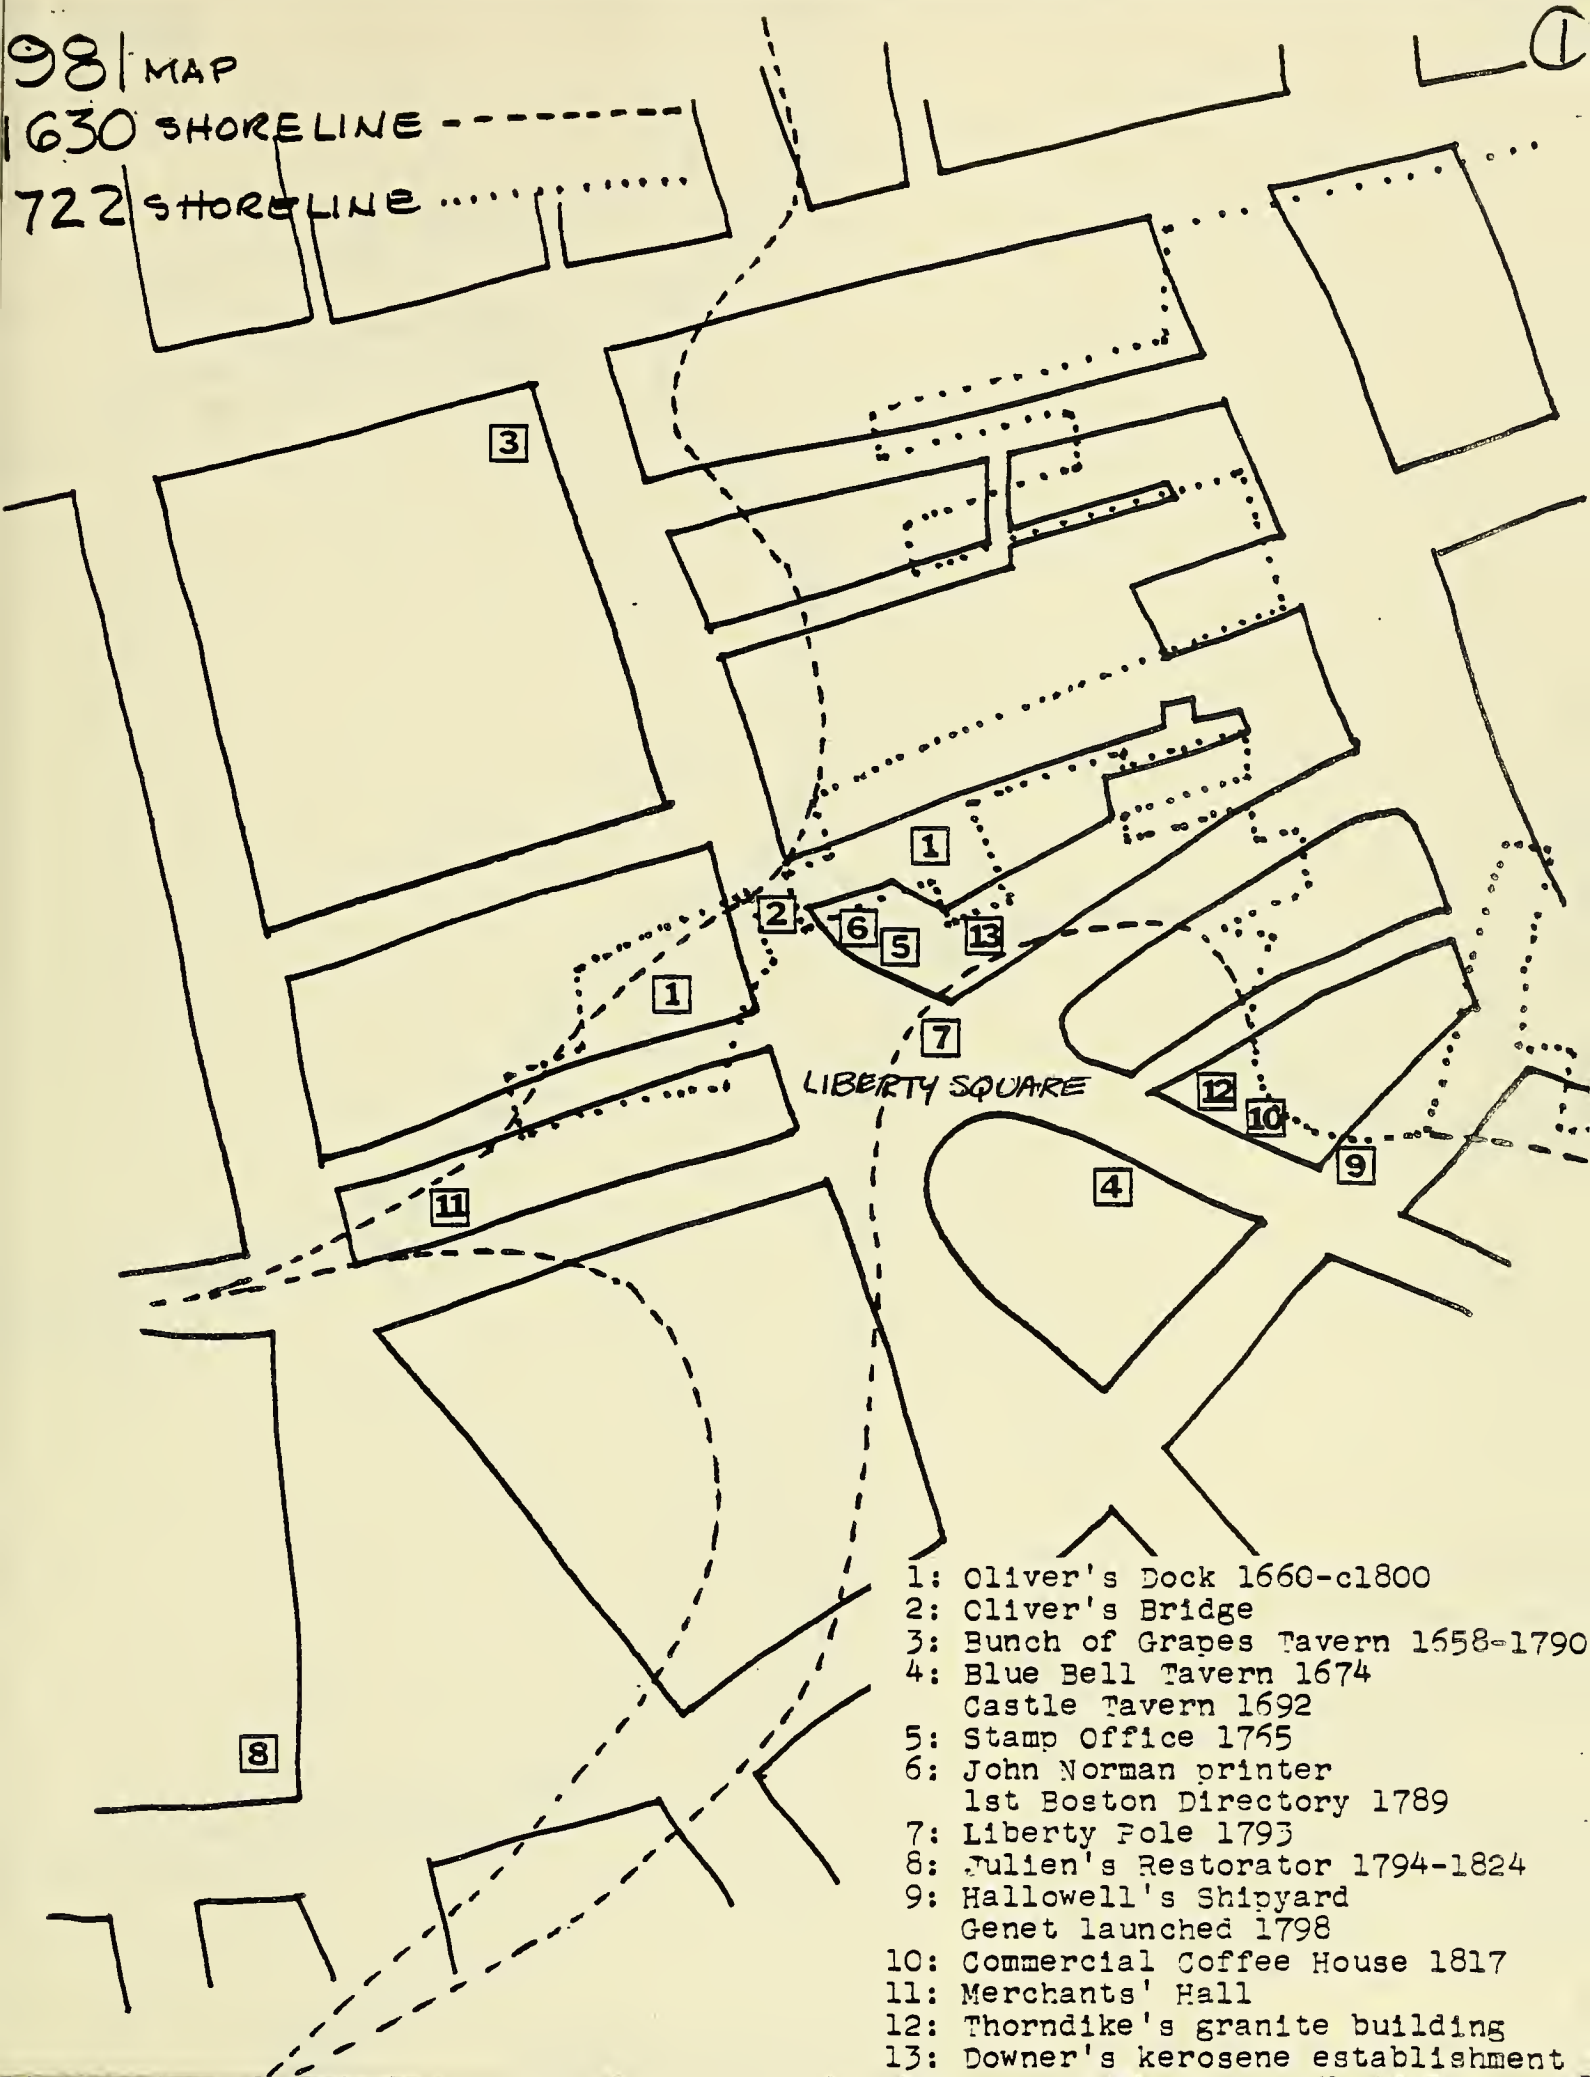 981 MAP
1
1630 SHORELINE
722 SHORELINE
3
1
2
6
5
13
1
7
LIBERTY SQUARE
12
10
9
4
11
8
1: Oliver's Dock 1660-c1800
2: Oliver's Bridge
3: Bunch of Grapes Tavern 1658-1790
4: Blue Bell Tavern 1674
Castle Tavern 1692
5: Stamp Office 1765
6: John Norman printer
1st Boston Directory 1789
7: Liberty Pole 1793
8: Julien's Restorator 1794-1824
9: Hallowell's Shipyard
Genet launched 1798
10: Commercial Coffee House 1817
11: Merchants' Hall
12: Thorndike's granite building
13: Downer's kerosene establishment